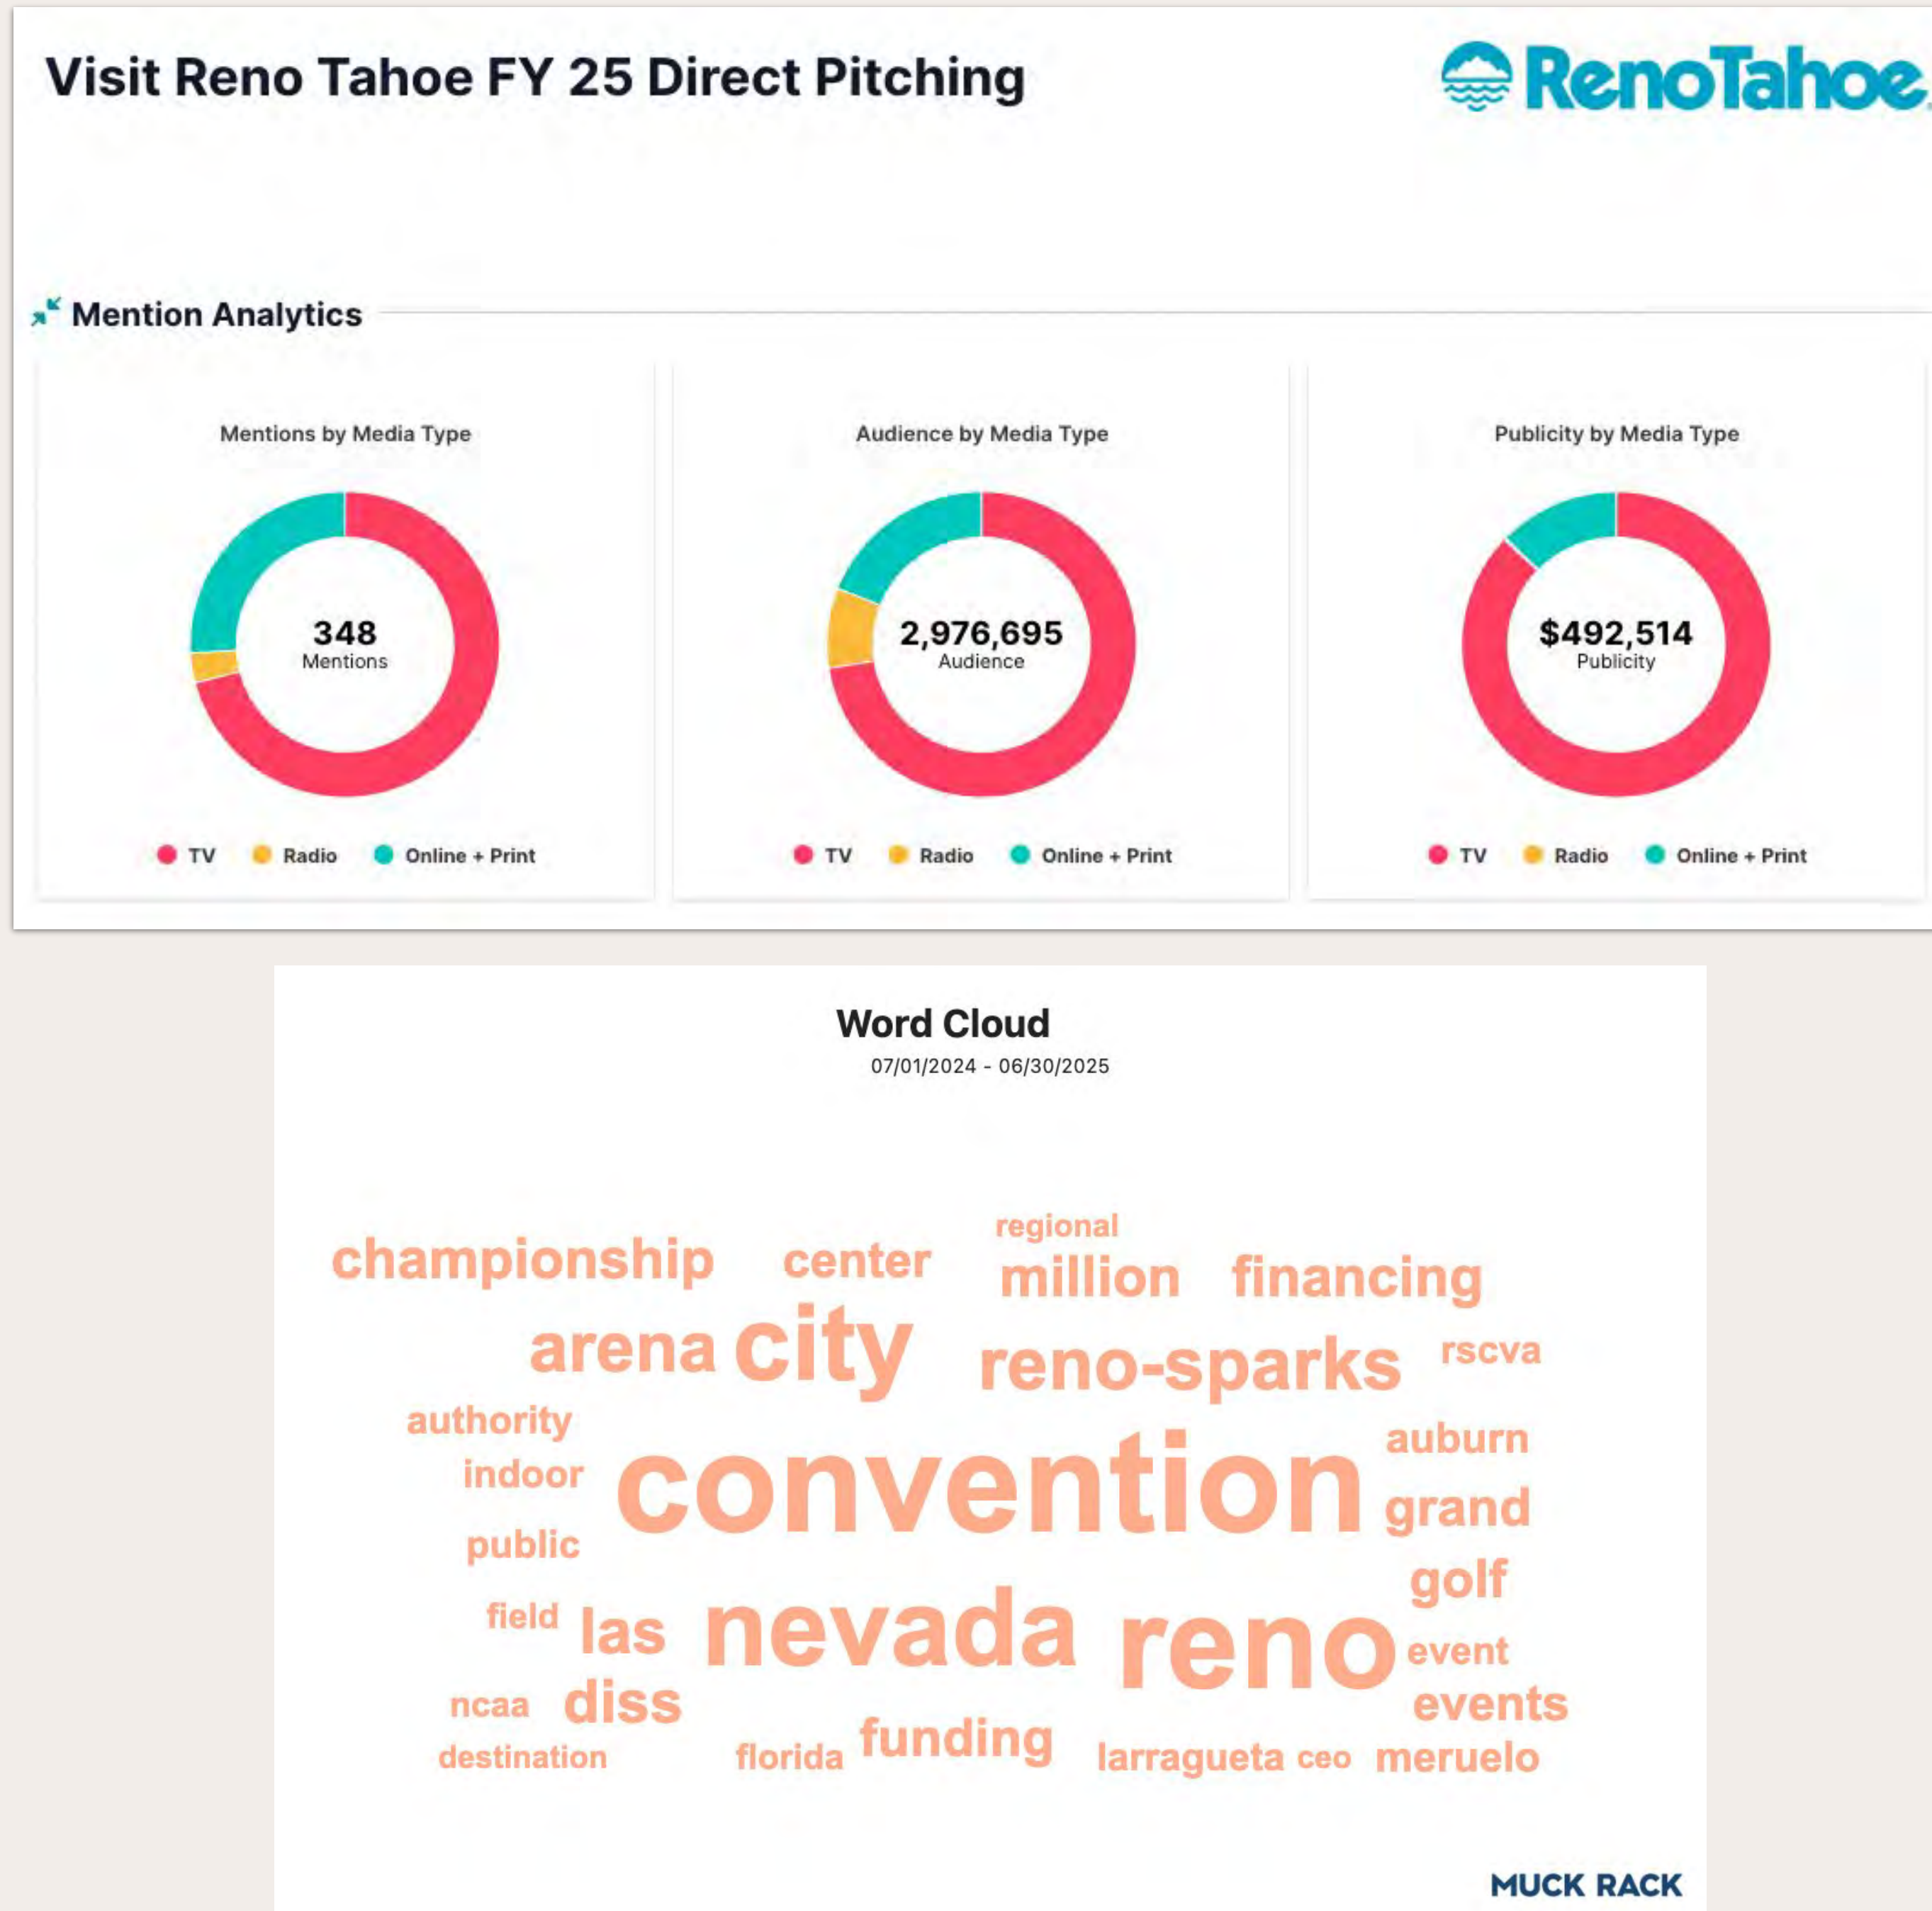 Visit Reno Tahoe FY 25 Direct Pitching
RenoTahoe
Mention Analytics
Mentions by Media Type
348
Mentions
TV Radio Online + Print
Audience by Media Type
2,976,695
Audience
TV Radio Online + Print
Publicity by Media Type
$492,514
Publicity
TV Radio Online + Print
Word Cloud
07/01/2024 - 06/30/2025
regional
championship center million financing
arena city reno-sparks rscva
authority
auburn
indoor convention grand
public
golf
field las nevada reno event
ncaa diss events
destination florida funding larragueta ceo meruelo
MUCK RACK